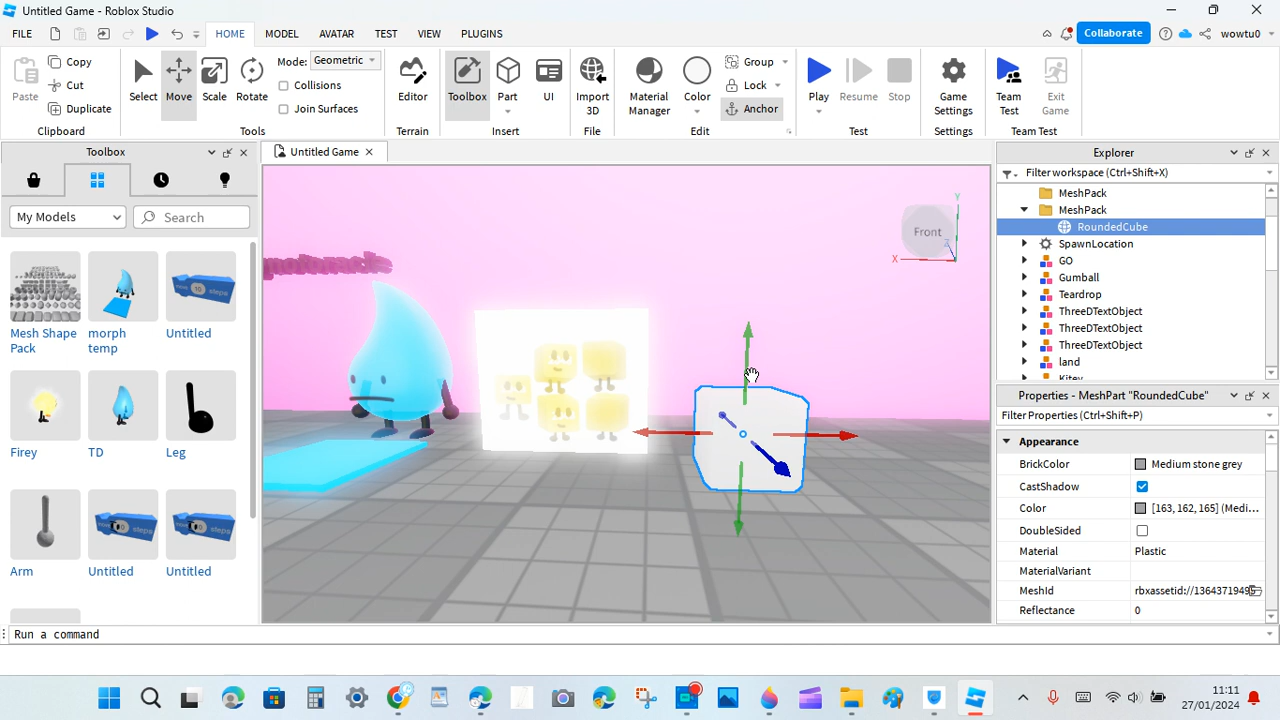 Untitled Game - Roblox Studio
FILE HOME MODEL AVATAR TEST VIEW PLUGINS Collaborate wowtu0
Paste Copy Cut Duplicate Clipboard
Select Move Scale Rotate Mode: Geometric Collisions Join Surfaces Tools
Editor Terrain
Toolbox Part UI Insert
Import 3D File
Material Manager Color Group Lock Anchor Edit
Play Resume Stop Test
Game Settings Settings
Team Test Exit Game Team Test
Toolbox
My Models Search
Mesh Shape Pack
morph temp
Untitled
Firey
TD
Leg
Arm
Untitled
Untitled
Untitled Game
Front
X
Y
Z
Explorer
Filter workspace (Ctrl+Shift+X)
MeshPack
MeshPack
RoundedCube
SpawnLocation
GO
Gumball
Teardrop
ThreeDTextObject
ThreeDTextObject
ThreeDTextObject
land
Kitey
Properties - MeshPart "RoundedCube"
Filter Properties (Ctrl+Shift+P)
Appearance
BrickColor Medium stone grey
CastShadow
Color [163, 162, 165] (Medi...
DoubleSided
Material Plastic
MaterialVariant
MeshId rbxassetid://1364371949
Reflectance 0
Run a command
11:11
27/01/2024